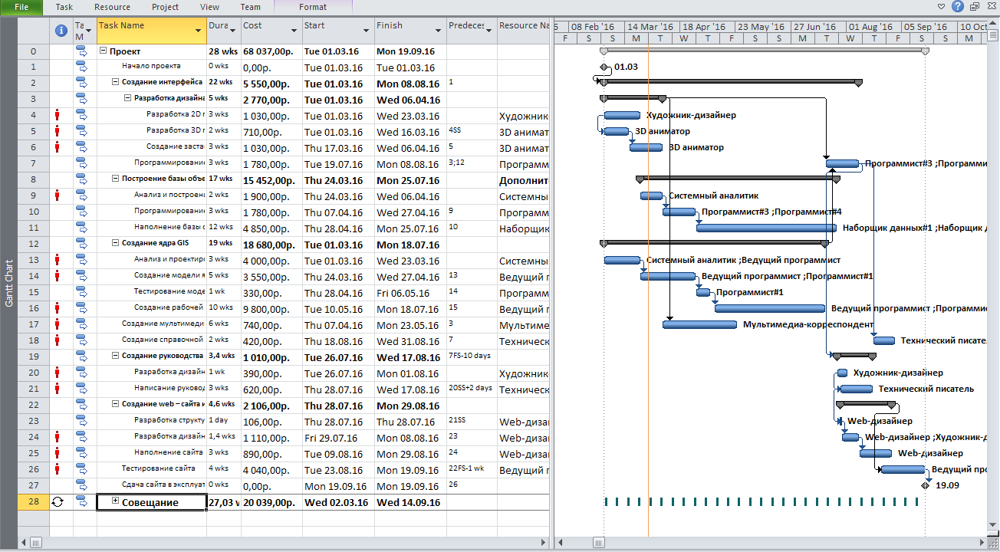 File Task Resource Project View Team Format
Ta M Task Name Dura Cost Start Finish Predeces Resource Nam
08 Feb '16 14 Mar '16 18 Apr '16 23 May '16 27 Jun '16 01 Aug '16 05 Sep '16 10 Oct
F S S M T W T F S S M T W T F S S M
Gantt Chart
0 Проект 28 wks 68 037,00р. Tue 01.03.16 Mon 19.09.16
1 Начало проекта 0 wks 0,00р. Tue 01.03.16 Tue 01.03.16 01.03
2 Создание интерфейса 22 wks 5 550,00р. Tue 01.03.16 Mon 08.08.16 1
3 Разработка дизайна 5 wks 2 770,00р. Tue 01.03.16 Wed 06.04.16
4 Разработка 2D 3 wks 1 030,00р. Tue 01.03.16 Wed 23.03.16 Художник- Художник-дизайнер
5 Разработка 3D 2 wks 710,00р. Tue 01.03.16 Wed 16.03.16 4SS 3D анимат 3D аниматор
6 Создание заста 3 wks 1 030,00р. Thu 17.03.16 Wed 06.04.16 5 3D анимат 3D аниматор
7 Программирование 3 wks 1 780,00р. Tue 19.07.16 Mon 08.08.16 3;12 Программ Программист#3 ;Программи
8 Построение базы объе 17 wks 15 452,00р. Thu 24.03.16 Mon 25.07.16 Дополнит
9 Анализ и построен 2 wks 1 900,00р. Thu 24.03.16 Wed 06.04.16 Системны Системный аналитик
10 Программирование 3 wks 1 780,00р. Thu 07.04.16 Wed 27.04.16 9 Программ Программист#3 ;Программист#4
11 Наполнение базы о 12 wks 4 850,00р. Thu 28.04.16 Mon 25.07.16 10 Наборщик Наборщик данных#1 ;Наборщик д
12 Создание ядра GIS 19 wks 18 680,00р. Tue 01.03.16 Mon 18.07.16
13 Анализ и проектиро 3 wks 4 000,00р. Tue 01.03.16 Wed 23.03.16 Системны Системный аналитик ;Ведущий программист
14 Создание модели я 5 wks 3 550,00р. Thu 24.03.16 Wed 27.04.16 13 Ведущий п Ведущий программист ;Программист#1
15 Тестирование моде 1 wk 330,00р. Thu 28.04.16 Fri 06.05.16 14 Программ Программист#1
16 Создание рабочей 10 wks 9 800,00р. Tue 10.05.16 Mon 18.07.16 15 Ведущий п Ведущий программист ;Программи
17 Создание мультимеди 6 wks 740,00р. Thu 07.04.16 Mon 23.05.16 3 Мультиме Мультимедиа-корреспондент
18 Создание справочной 2 wks 420,00р. Thu 18.08.16 Wed 31.08.16 7 Техническ Технический писател
19 Создание руководства 3,4 wks 1 010,00р. Tue 26.07.16 Wed 17.08.16 7FS-10 days
20 Разработка дизайн 1 wk 390,00р. Tue 26.07.16 Mon 01.08.16 Художник Художник-дизайнер
21 Написание руковод 3 wks 620,00р. Thu 28.07.16 Wed 17.08.16 20SS+2 days Техническ Технический писатель
22 Создание web – сайта и 4,6 wks 2 106,00р. Thu 28.07.16 Mon 29.08.16
23 Разработка структу 1 day 106,00р. Thu 28.07.16 Thu 28.07.16 21SS Web-дизай Web-дизайнер
24 Разработка дизайн 1,4 wks 1 110,00р. Fri 29.07.16 Mon 08.08.16 23 Web-дизай Web-дизайнер ;Художник-д
25 Наполнение сайта 3 wks 890,00р. Tue 09.08.16 Mon 29.08.16 24 Web-дизай Web-дизайнер
26 Тестирование сайта 4 wks 4 040,00р. Tue 23.08.16 Mon 19.09.16 22FS-1 wk Ведущий п Ведущий про
27 Сдача сайта в эксплуат 0 wks 0,00р. Mon 19.09.16 Mon 19.09.16 26 19.09
28 Совещание 27,03 w 20 039,00р. Wed 02.03.16 Wed 14.09.16